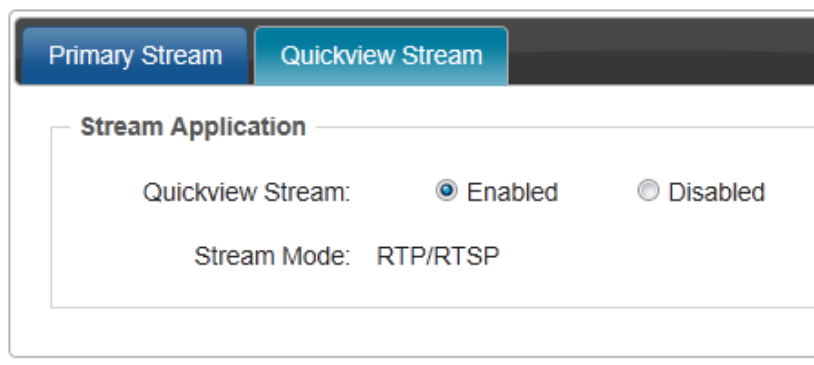 Primary Stream Quickview Stream
Stream Application
Quickview Stream: Enabled Disabled
Stream Mode: RTP/RTSP